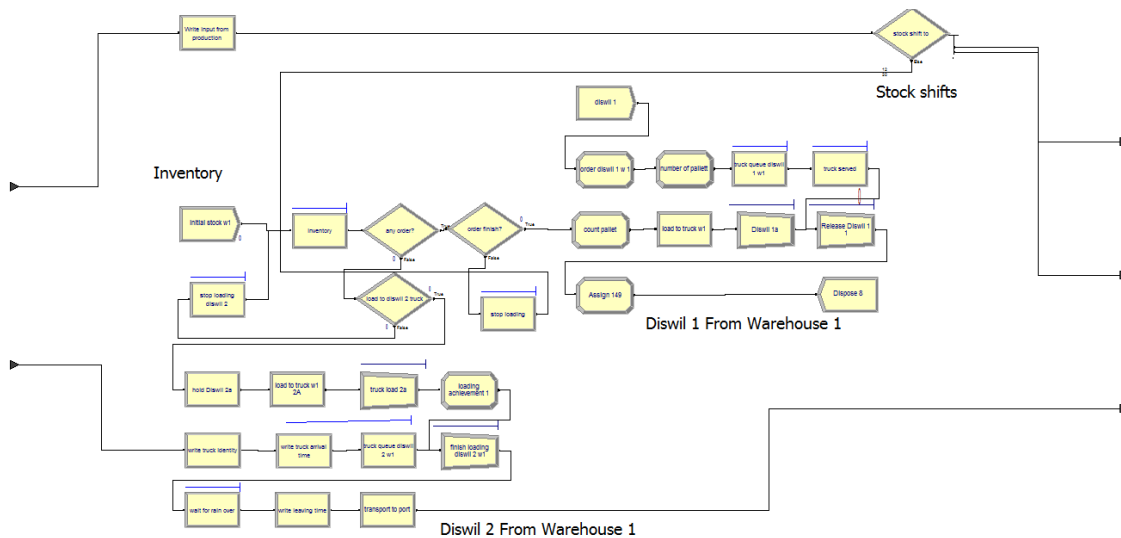 Write input from
production
stock shift to
Else
Stock shifts
diswil 1
order diswil 1 w 1
number of pallett
truck queue diswil
1 w1
truck served
Inventory
Initial stock w1
0
inventory
any order?
0
True
0
False
order finish?
0
True
False
count pallet
load to truck w1
Diswil 1a
Release Diswil 1
1
stop loading
diswil 2
load to diswil 2 truck
0
True
0
False
stop loading
Assign 149
Dispose 8
Diswil 1 From Warehouse 1
hold Diswil 2a
load to truck w1
2A
truck load 2a
loading
achievement 1
write truck identity
write truck arrival
time
truck queue diswil
2 w1
finish loading
diswil 2 w1
wait for rain over
write leaving time
transport to port
Diswil 2 From Warehouse 1